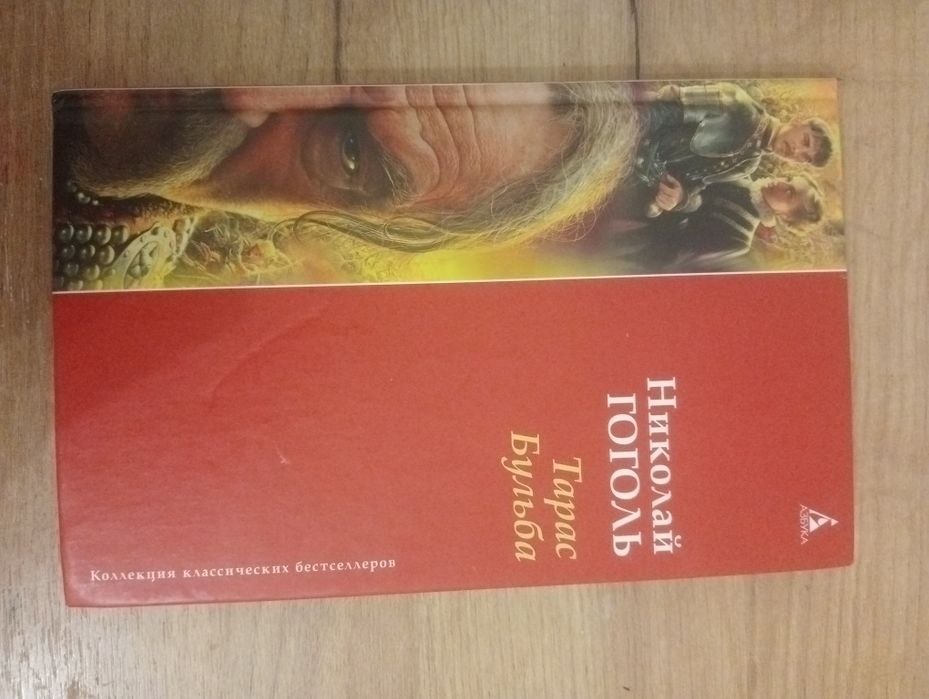 Николай
ГОГОЛЬ
Тарас
Бульба
АЗБУКА
Коллекция классических бестселлеров